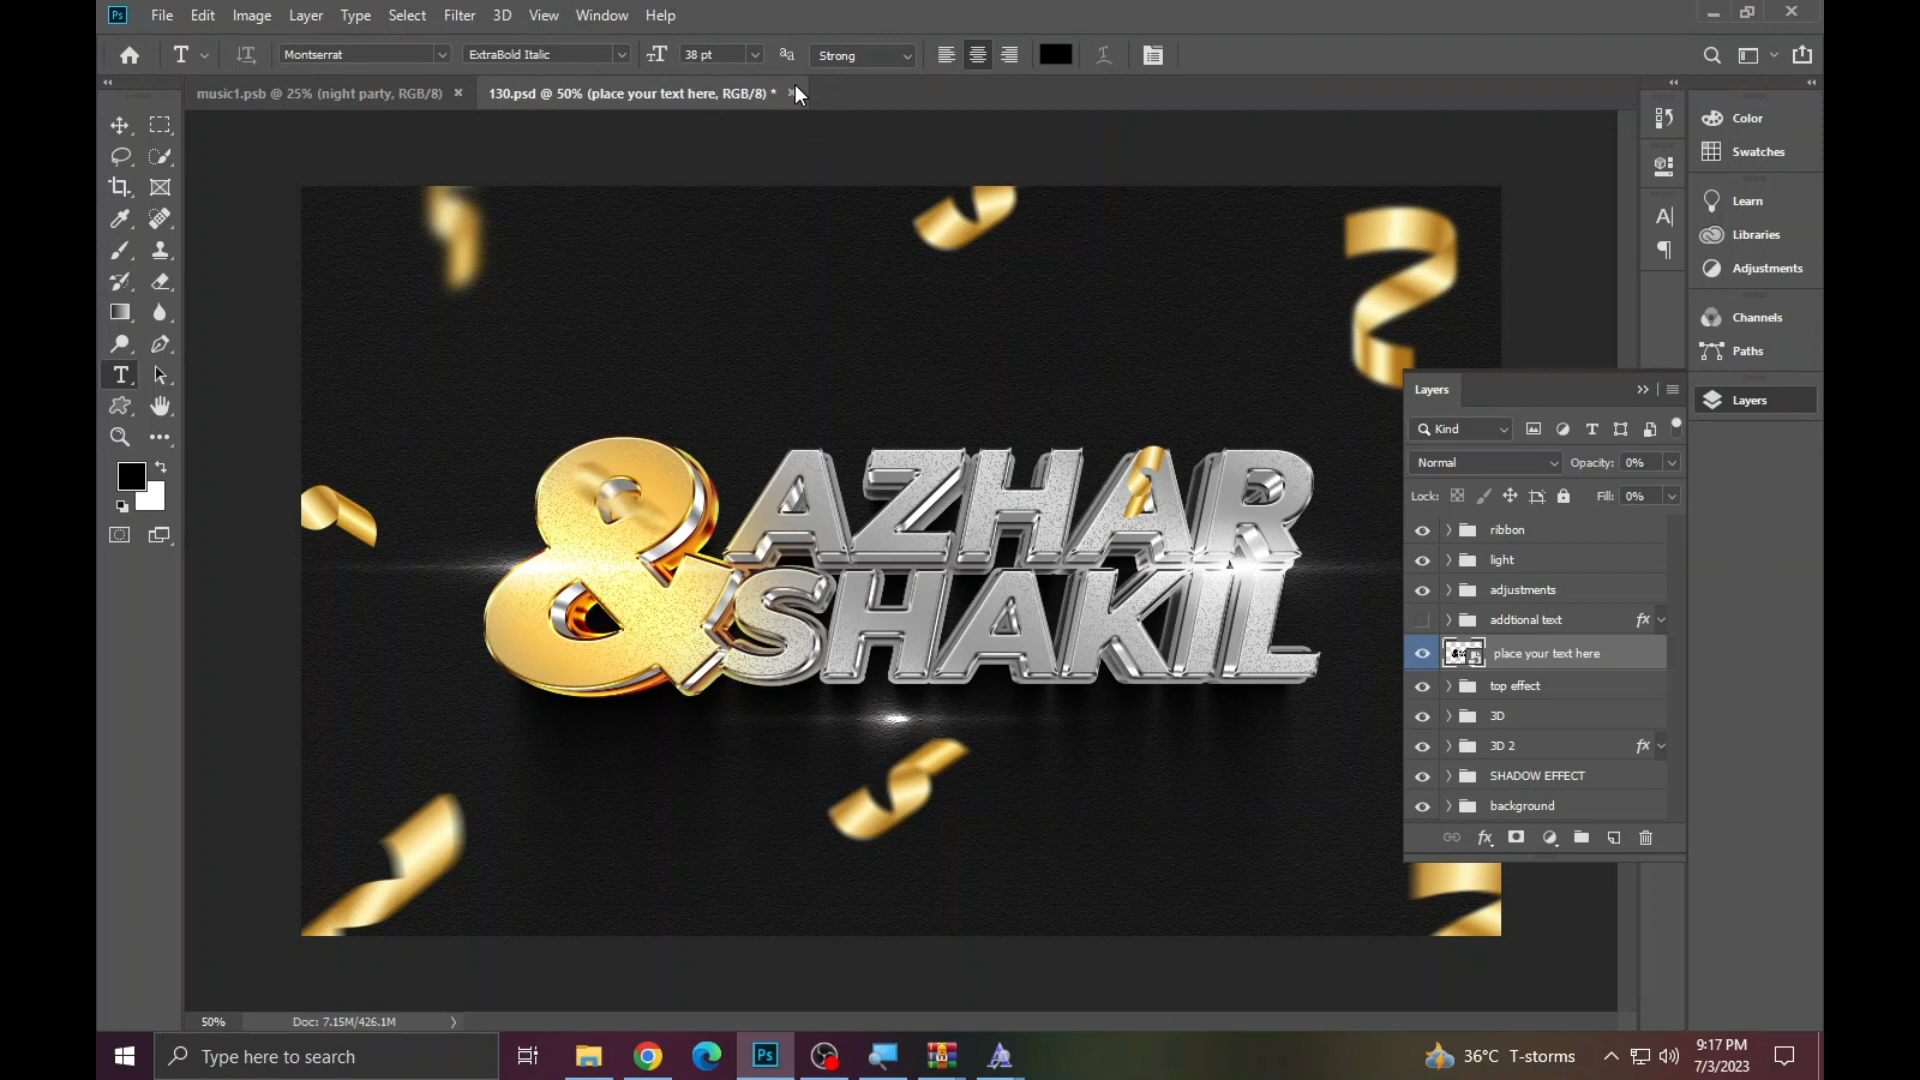 Ps File Edit Image Layer Type Select Filter 3D View Window Help
T Montserrat ExtraBold Italic 38 pt Strong
music1.psb @ 25% (night party, RGB/8)
130.psd @ 50% (place your text here, RGB/8) *
Color
Swatches
Learn
Libraries
Adjustments
Channels
Paths
Layers
Layers
Kind
Normal Opacity: 0%
Lock: Fill: 0%
ribbon
light
adjustments
addtional text fx
place your text here
top effect
3D
3D 2 fx
SHADOW EFFECT
background
fx
&
AZHAR
SHAKIL
50% Doc: 7.15M/426.1M
Type here to search
Ps
36°C T-storms
9:17 PM
7/3/2023